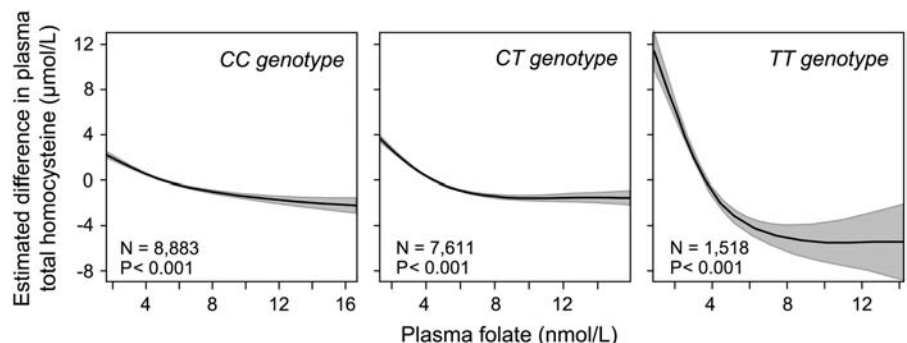 Estimated difference in plasma
total homocysteine (μmol/L)
12
8
4
0
-4
-8
CC genotype
N = 8,883
P< 0.001
4
8
12
16
CT genotype
N = 7,611
P< 0.001
4
8
12
TT genotype
N = 1,518
P< 0.001
4
8
12
Plasma folate (nmol/L)